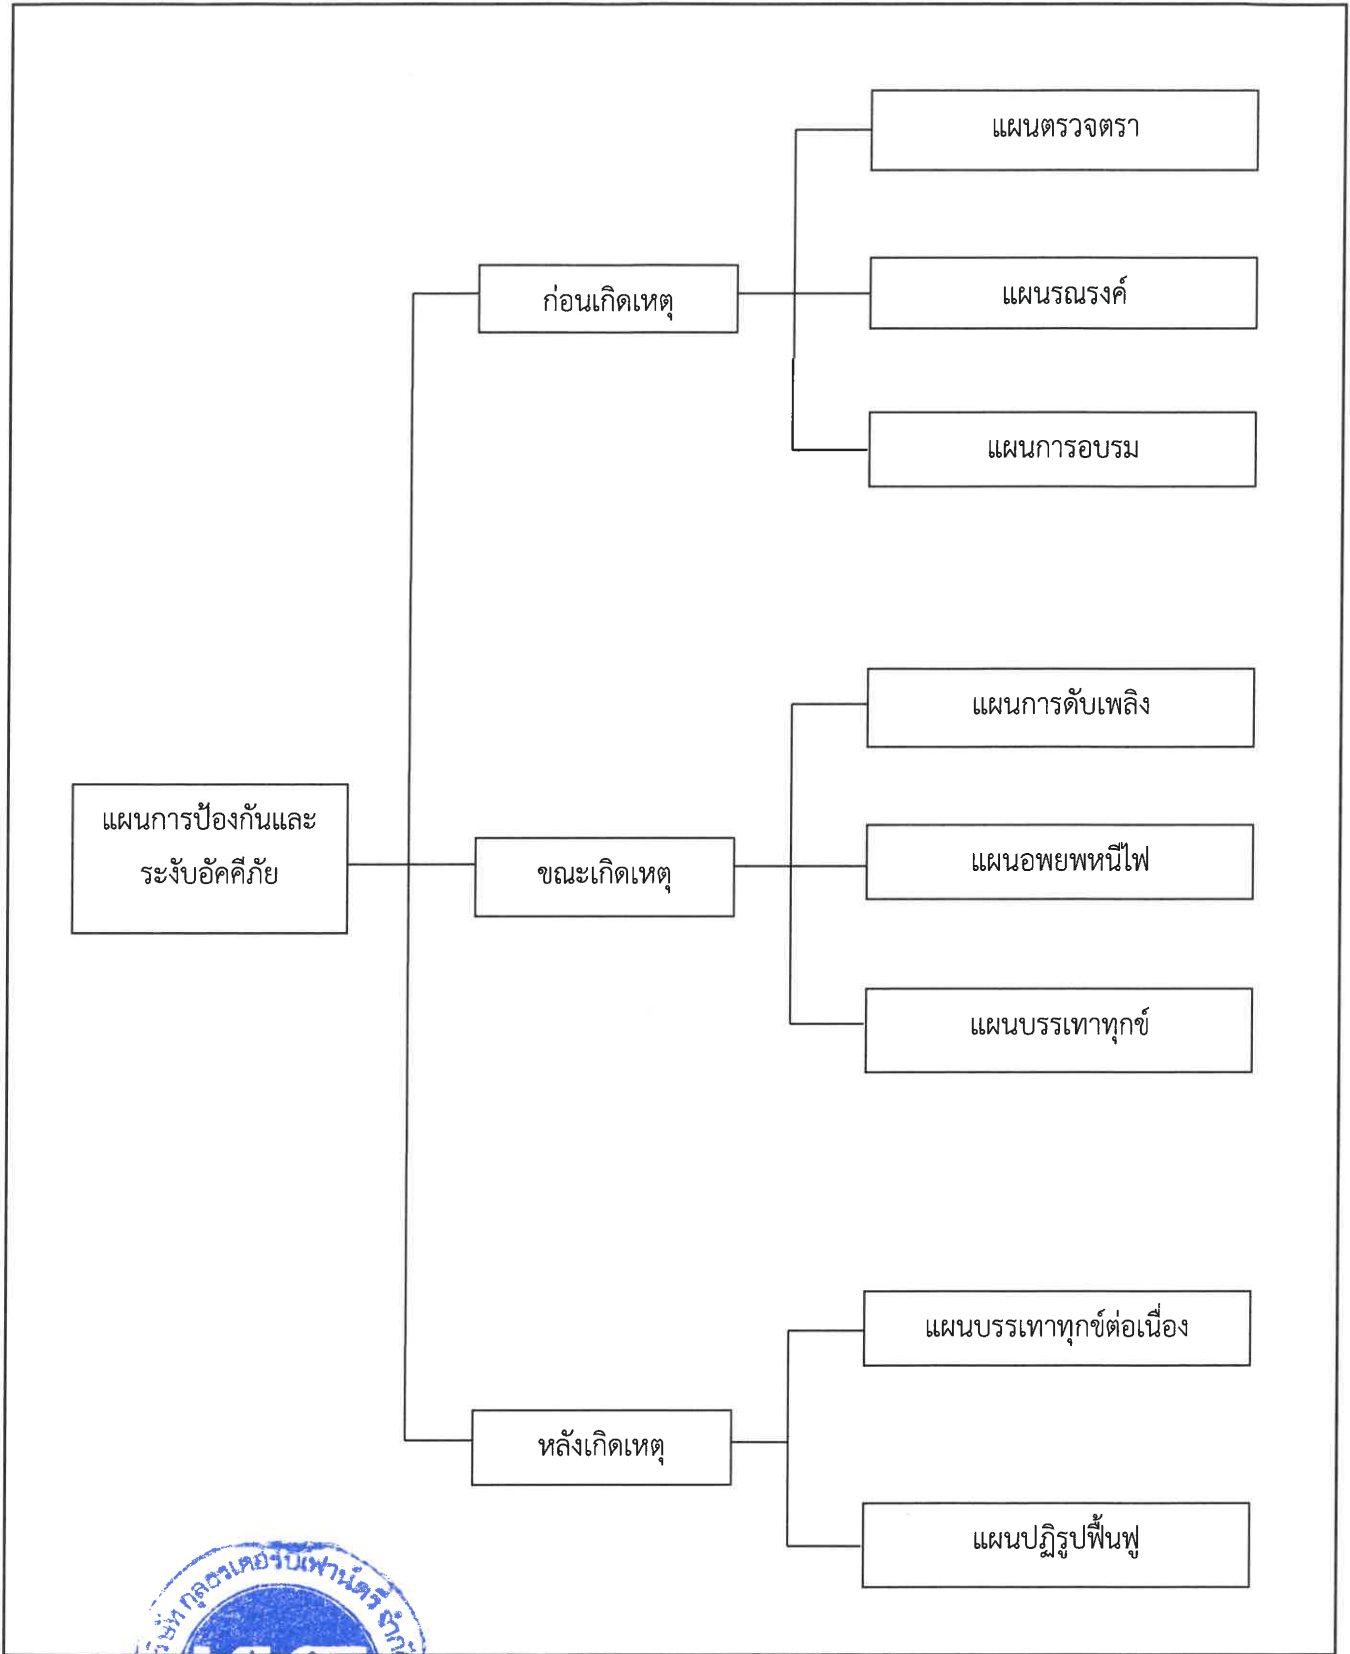 แผนตรวจตรา
ก่อนเกิดเหตุ
แผนรณรงค์
แผนการอบรม
แผนการดับเพลิง
แผนการป้องกันและ
ระงับอัคคีภัย
ขณะเกิดเหตุ
แผนอพยพหนีไฟ
แผนบรรเทาทุกข์
แผนบรรเทาทุกข์ต่อเนื่อง
หลังเกิดเหตุ
แผนปฏิรูปฟื้นฟู